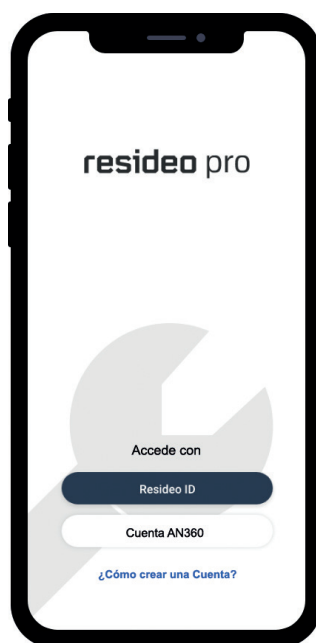 resideo pro
Accede con
Resideo ID
Cuenta AN360
¿Cómo crear una Cuenta?